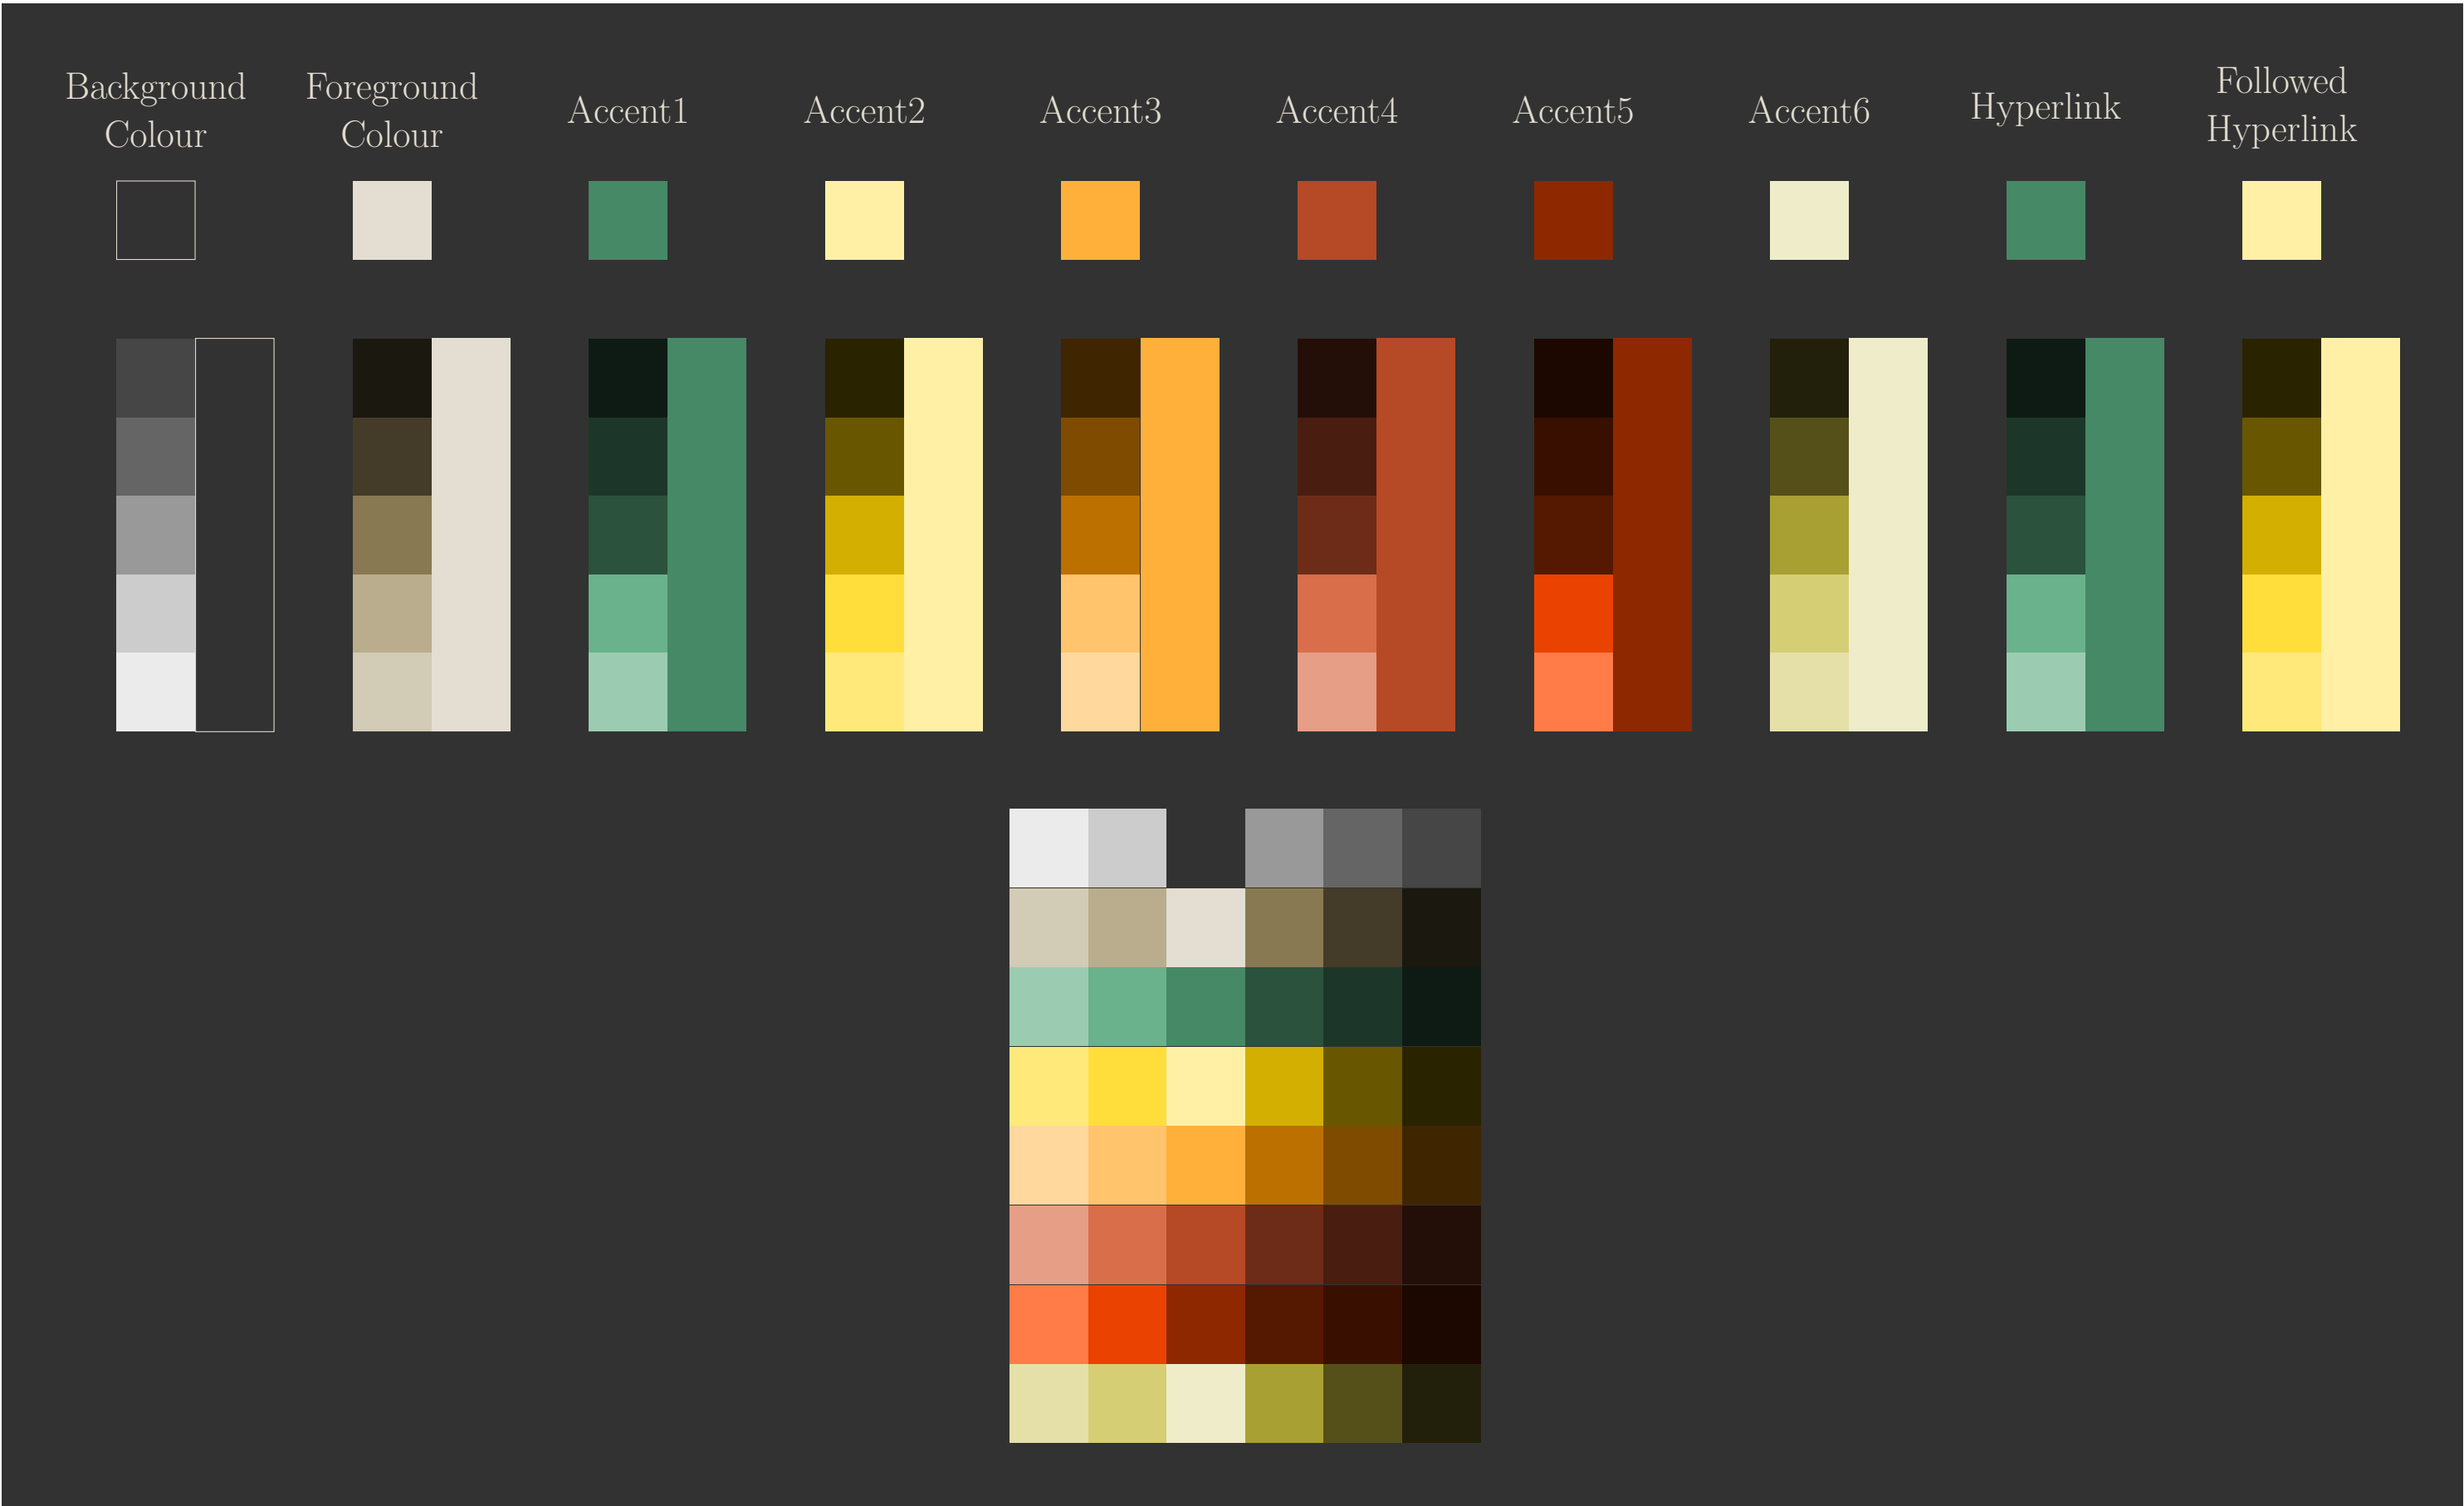 Background
Colour
Foreground
Colour
Accent1
Accent2
Accent3
Accent4
Accent5
Accent6
Hyperlink
Followed
Hyperlink